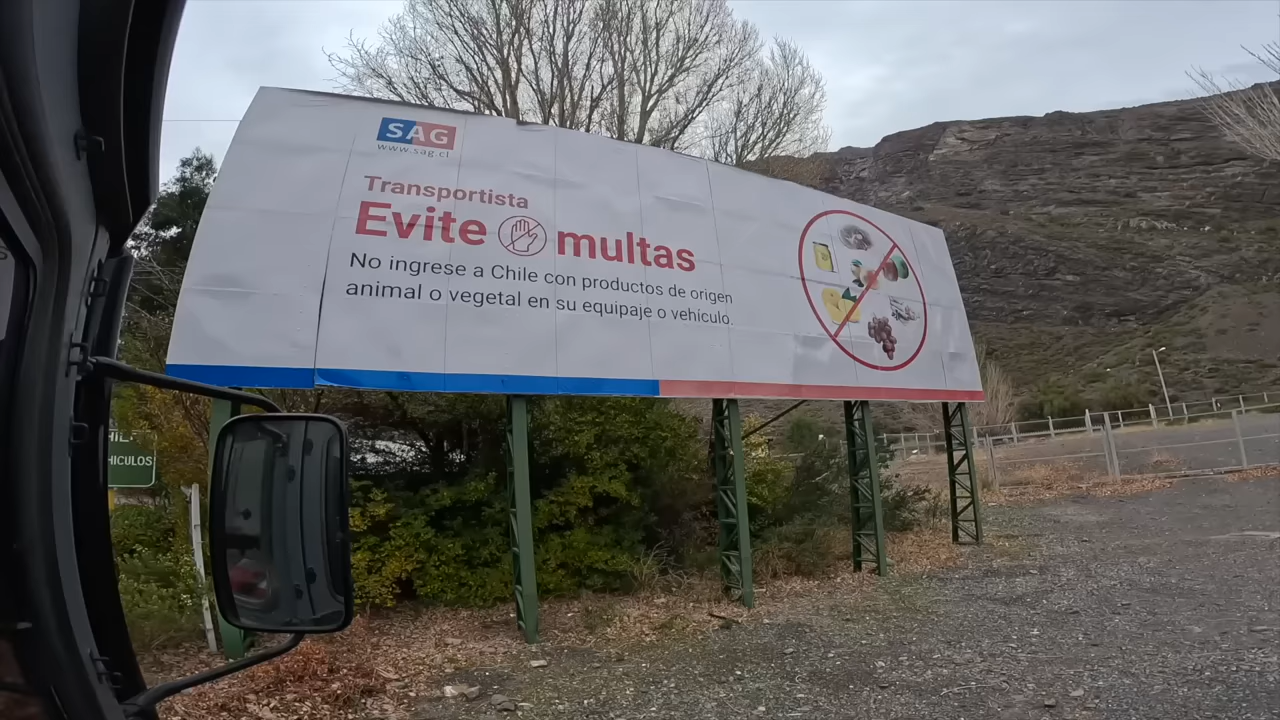 SAG
www.sag.cl
Transportista
Evite multas
No ingrese a Chile con productos de origen
animal o vegetal en su equipaje o vehículo.